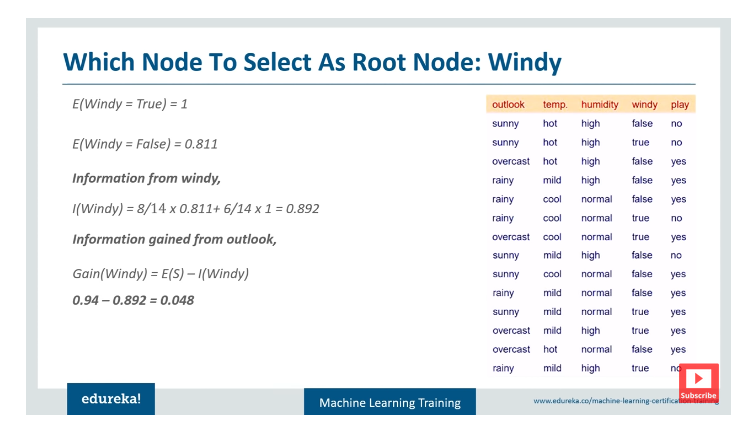 Which Node To Select As Root Node: Windy
E(Windy = True) = 1
E(Windy = False) = 0.811
Information from windy,
I(Windy) = 8/14 x 0.811+ 6/14 x 1 = 0.892
Information gained from outlook,
Gain(Windy) = E(S) – I(Windy)
0.94 – 0.892 = 0.048
outlook temp. humidity windy play
sunny hot high false no
sunny hot high true no
overcast hot high false yes
rainy mild high false yes
rainy cool normal false yes
rainy cool normal true no
overcast cool normal true yes
sunny mild high false no
sunny cool normal false yes
rainy mild normal false yes
sunny mild normal true yes
overcast mild high true yes
overcast hot normal false yes
rainy mild high true no
Subscribe
edureka!
Machine Learning Training
www.edureka.co/machine-learning-certification-training